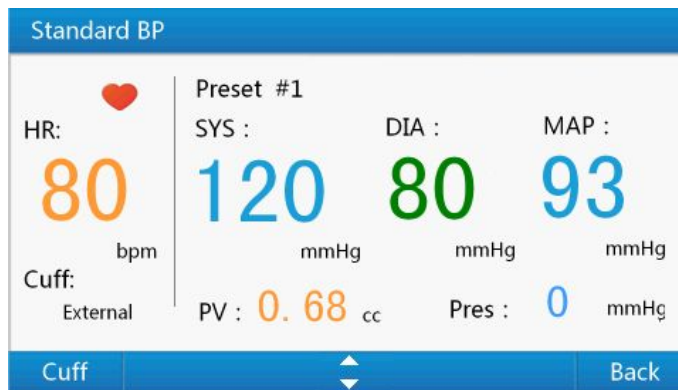 Standard BP
Preset #1
HR: SYS : DIA : MAP :
80 120 80 93
bpm mmHg mmHg mmHg
Cuff:
External PV : 0. 68 cc Pres : 0 mmHg
Cuff Back